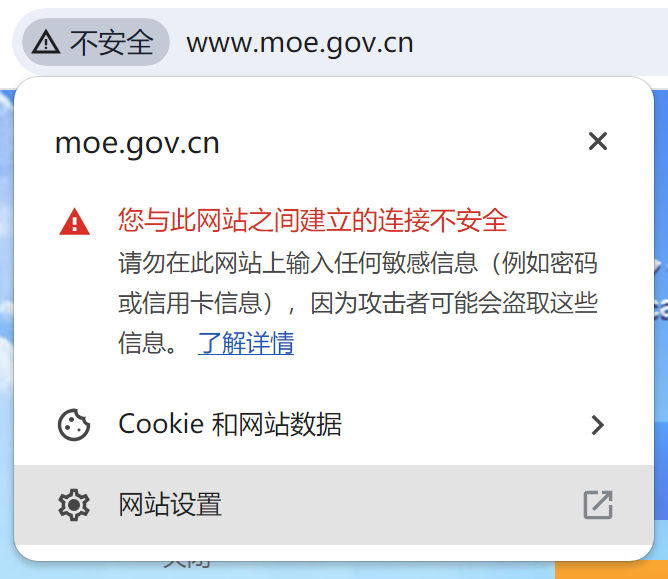 不安全 www.moe.gov.cn
moe.gov.cn
您与此网站之间建立的连接不安全
请勿在此网站上输入任何敏感信息（例如密码
或信用卡信息），因为攻击者可能会盗取这些
信息。 了解详情
Cookie 和网站数据
网站设置